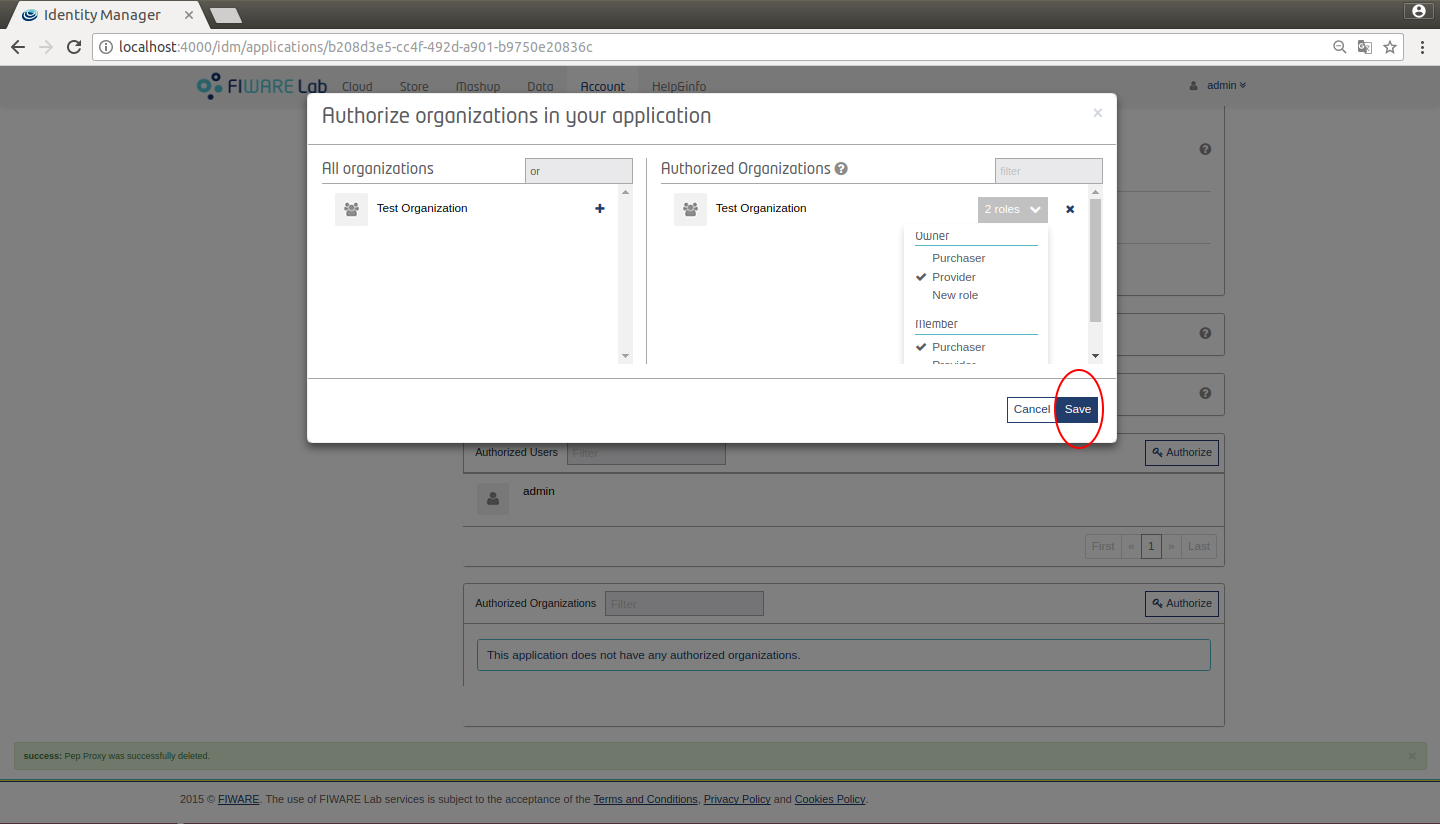 Identity Manager
localhost:4000/idm/applications/b208d3e5-cc4f-492d-a901-b9750e20836c
FIWARE Lab Cloud Store Mashup Data Account Help&info admin
Authorize organizations in your application ×
All organizations or
Authorized Organizations filter
Test Organization
Test Organization 2 roles
Owner
Purchaser
Provider
New role
Member
Purchaser
Provider
Cancel Save
Authorized Users Filter Authorize
admin
First « 1 » Last
Authorized Organizations Filter Authorize
This application does not have any authorized organizations.
success: Pep Proxy was successfully deleted. ×
2015 © FIWARE. The use of FIWARE Lab services is subject to the acceptance of the Terms and Conditions, Privacy Policy and Cookies Policy.